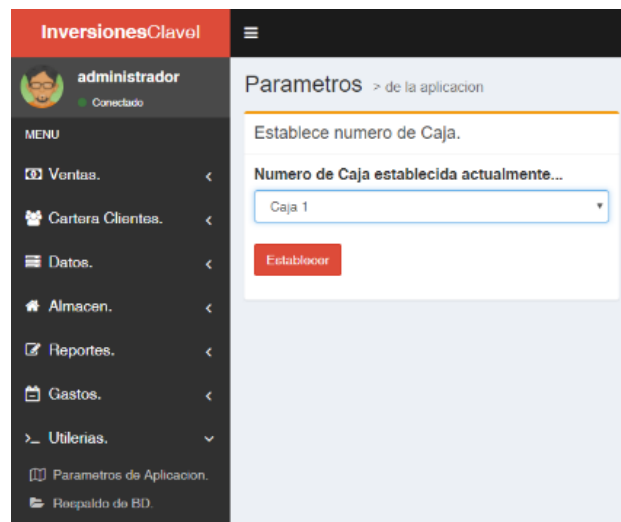 InversionesClavel
administrador
Conectado
MENU
Ventas.
Cartera Clientes.
Datos.
Almacen.
Reportes.
Gastos.
Utilerias.
Parametros de Aplicacion.
Respaldo de BD.
Parametros > de la aplicacion
Establece numero de Caja.
Numero de Caja establecida actualmente...
Caja 1
Establecer